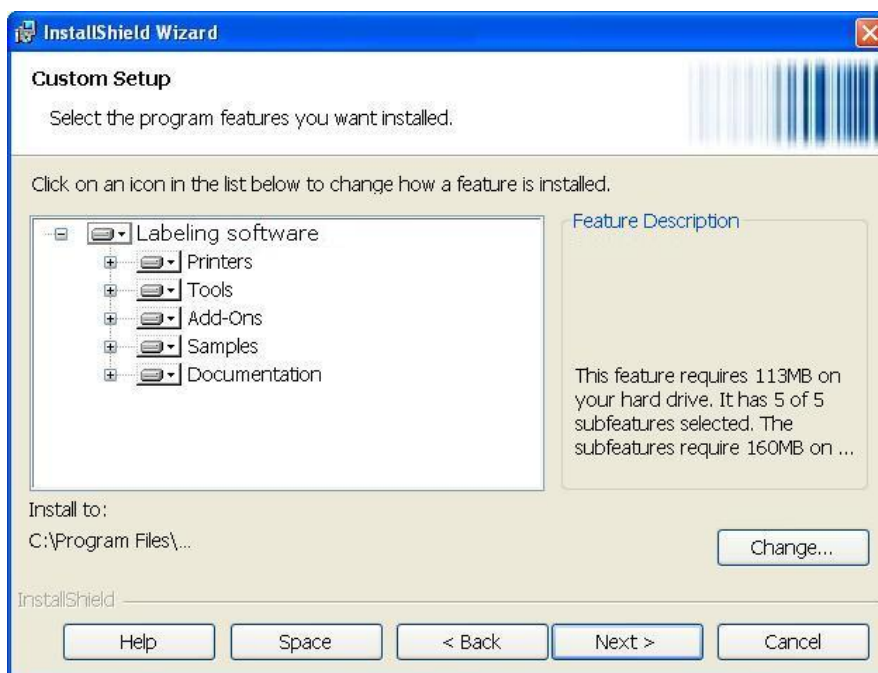 InstallShield Wizard
Custom Setup
Select the program features you want installed.
Click on an icon in the list below to change how a feature is installed.
Labeling software
Printers
Tools
Add-Ons
Samples
Documentation
Feature Description
This feature requires 113MB on
your hard drive. It has 5 of 5
subfeatures selected. The
subfeatures require 160MB on ...
Install to:
C:\Program Files\...
Change...
InstallShield
Help
Space
< Back
Next >
Cancel